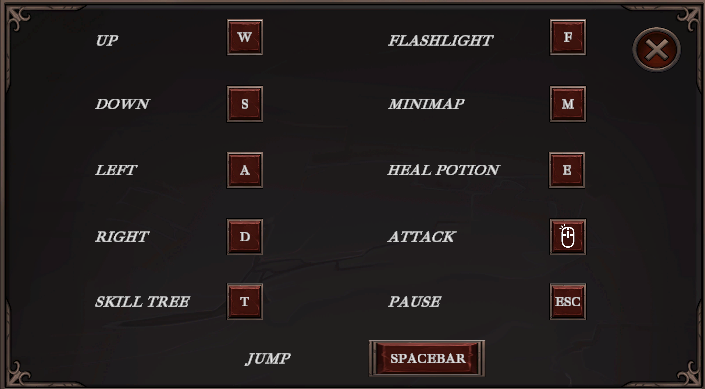 UP W FLASHLIGHT F
DOWN S MINIMAP M
LEFT A HEAL POTION E
RIGHT D ATTACK
SKILL TREE T PAUSE ESC
JUMP SPACEBAR